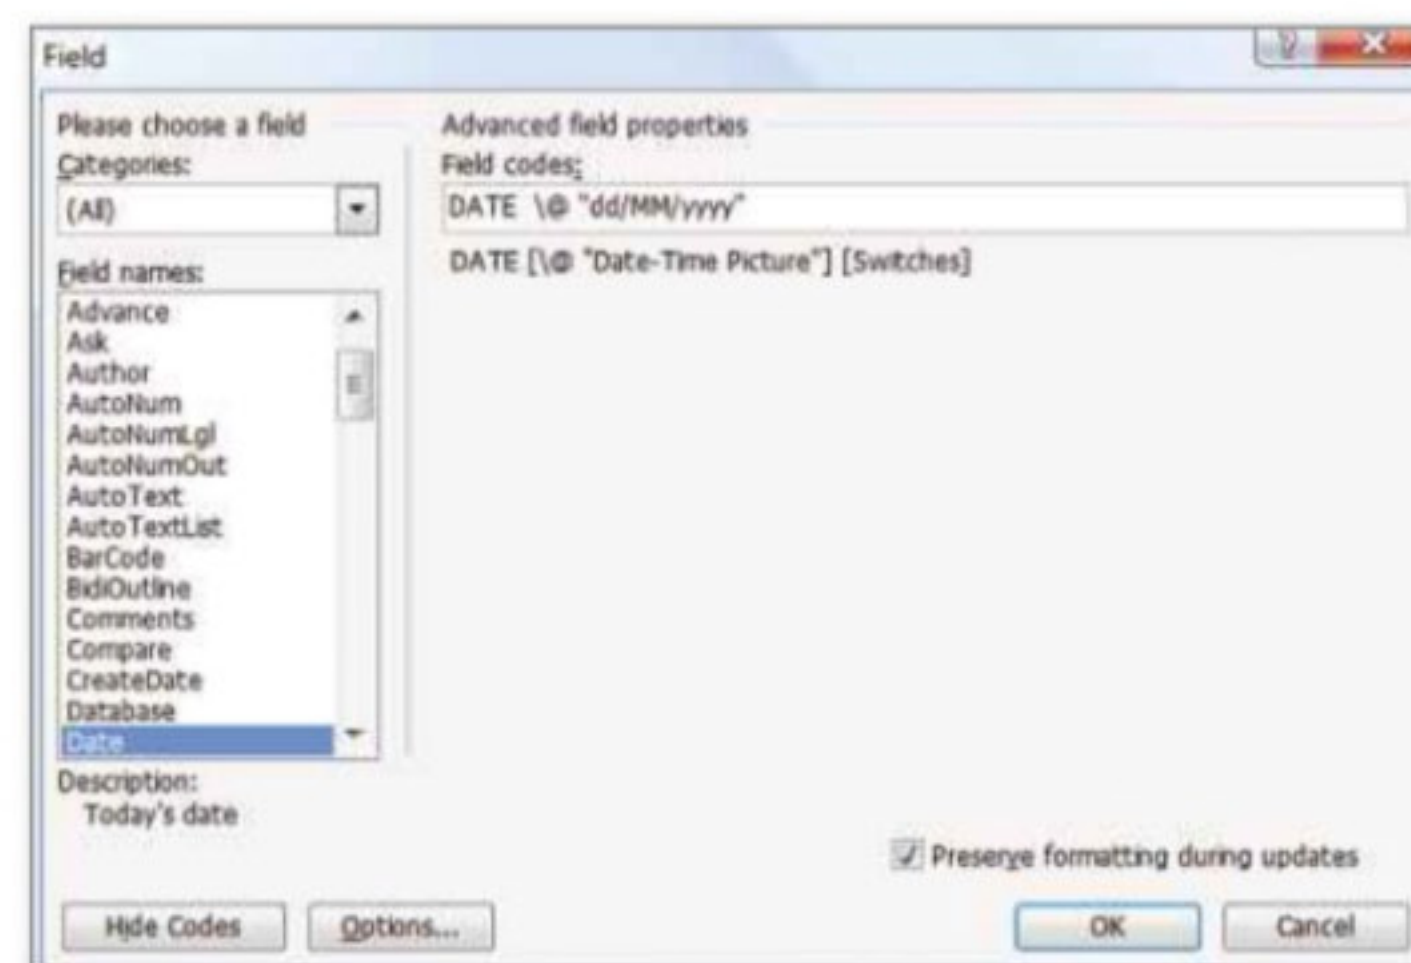 Field
Please choose a field
Categories:
(All)
Field names:
Advance
Ask
Author
AutoNum
AutoNumLgl
AutoNumOut
AutoText
AutoTextList
BarCode
BidiOutline
Comments
Compare
CreateDate
Database
Date
Description:
Today's date
Advanced field properties
Field codes:
DATE \@ "dd/MM/yyyy"
DATE [\@ "Date-Time Picture"] [Switches]
Preserve formatting during updates
Hide Codes
Options...
OK
Cancel